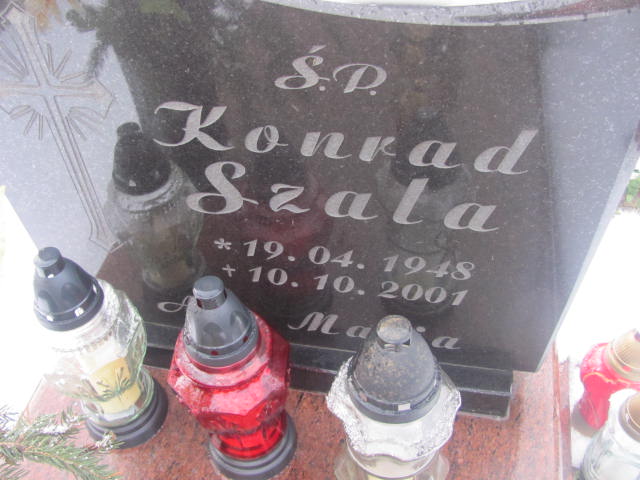 Ś.P.
Konrad
Szala
* 19. 04. 1948
+ 10. 10. 2001